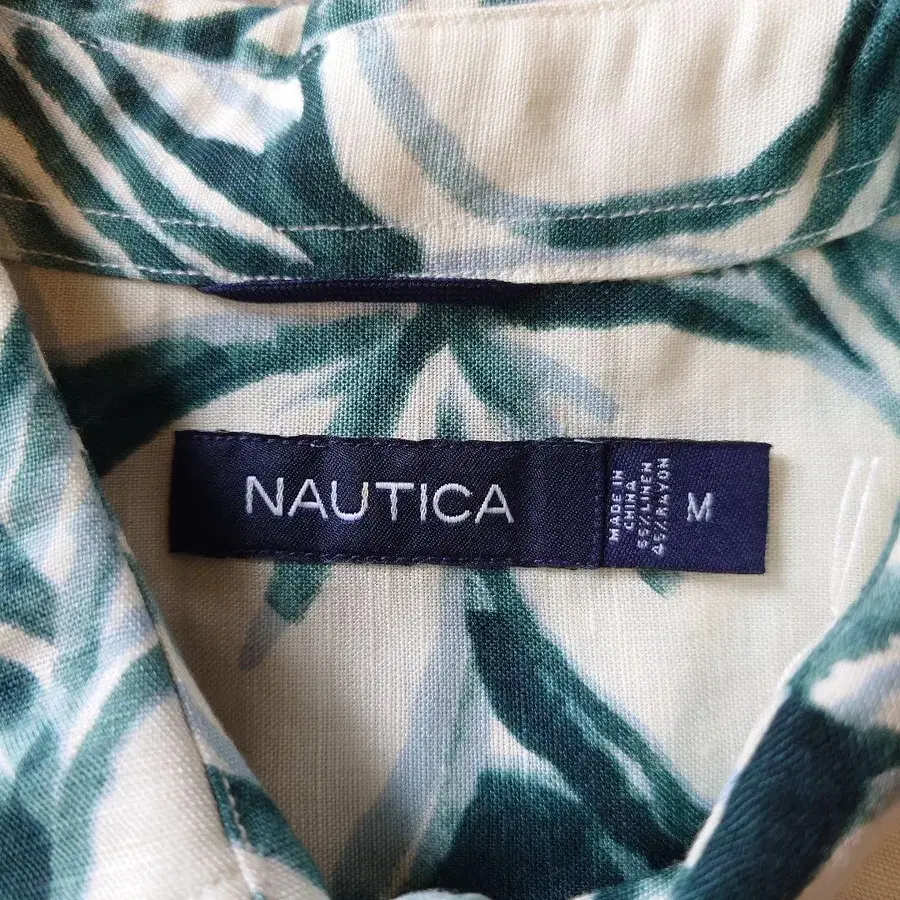 NAUTICA
MADE IN
CHINA
55% LINEN
45% RAYON
M